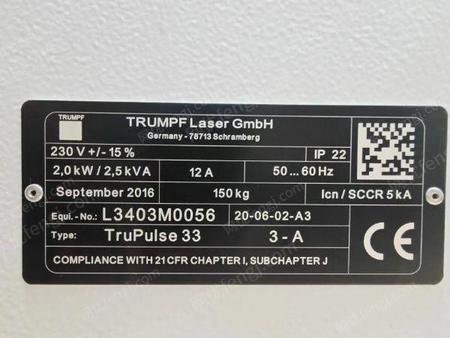 TRUMPF
TRUMPF Laser GmbH
Germany - 78713 Schramberg
230 V +/- 15 % IP 22
2,0 kW / 2,5 kVA 12 A 50 ... 60 Hz
September 2016 150 kg Icn / SCCR 5 kA
Equi.-No.: L3403M0056 20-06-02-A3
Type: TruPulse 33 3 - A
CE
COMPLIANCE WITH 21 CFR CHAPTER I, SUBCHAPTER J